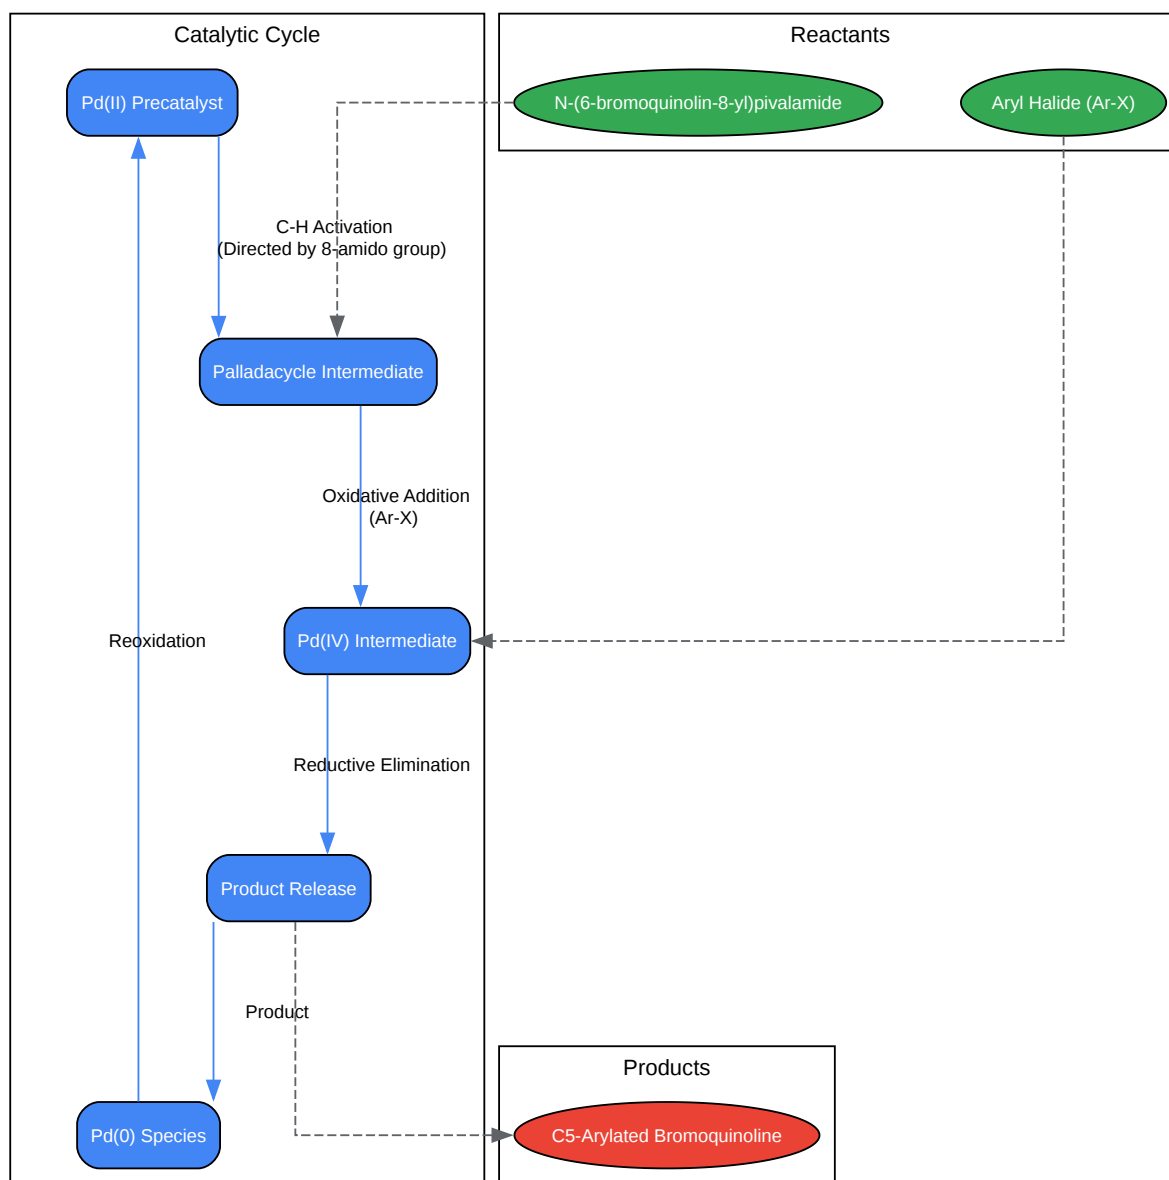 Catalytic Cycle
Reactants
Pd(II) Precatalyst
N-(6-bromoquinolin-8-yl)pivalamide
Aryl Halide (Ar-X)
C-H Activation
(Directed by 8-amido group)
Palladacycle Intermediate
Oxidative Addition
(Ar-X)
Reoxidation
Pd(IV) Intermediate
Reductive Elimination
Product Release
Product
Products
Pd(0) Species
C5-Arylated Bromoquinoline